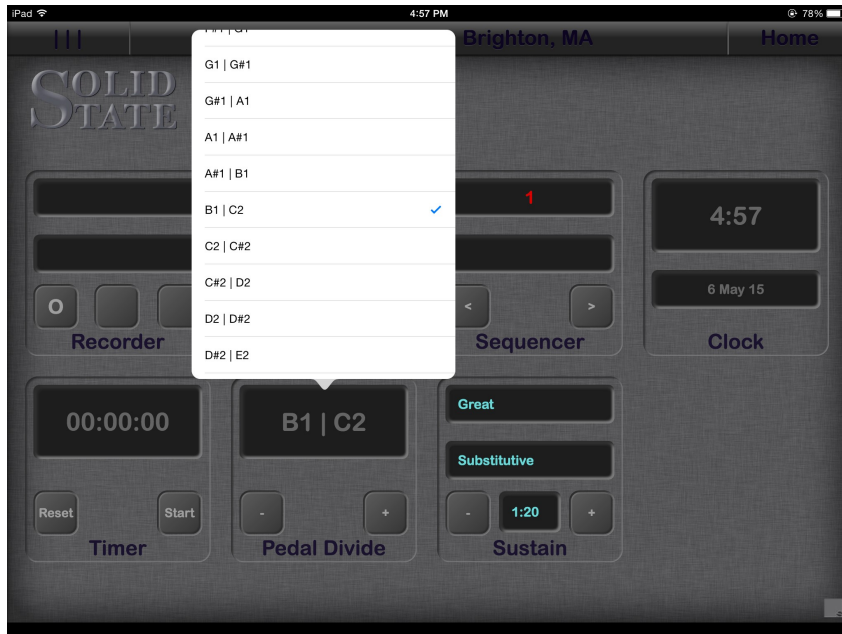 iPad
4:57 PM
78%
Brighton, MA
Home
SOLID
STATE
G1 | G#1
G#1 | A1
A1 | A#1
A#1 | B1
B1 | C2
C2 | C#2
C#2 | D2
D2 | D#2
D#2 | E2
O
Recorder
1
<
>
Sequencer
4:57
6 May 15
Clock
00:00:00
Reset
Start
Timer
B1 | C2
-
+
Pedal Divide
Great
Substitutive
-
1:20
+
Sustain